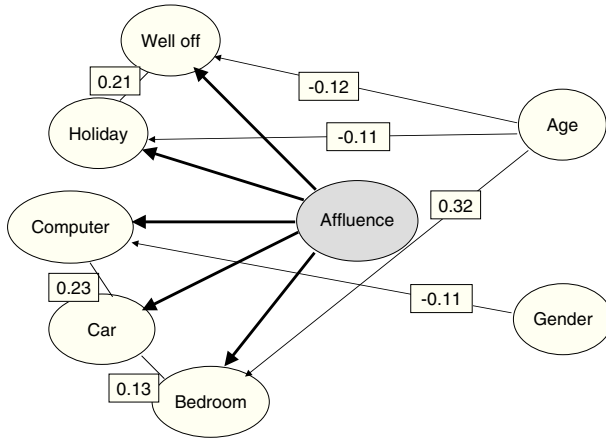 Well off
0.21
-0.12
Holiday
-0.11
Age
Computer
Affluence
0.32
0.23
-0.11
Car
Gender
0.13
Bedroom